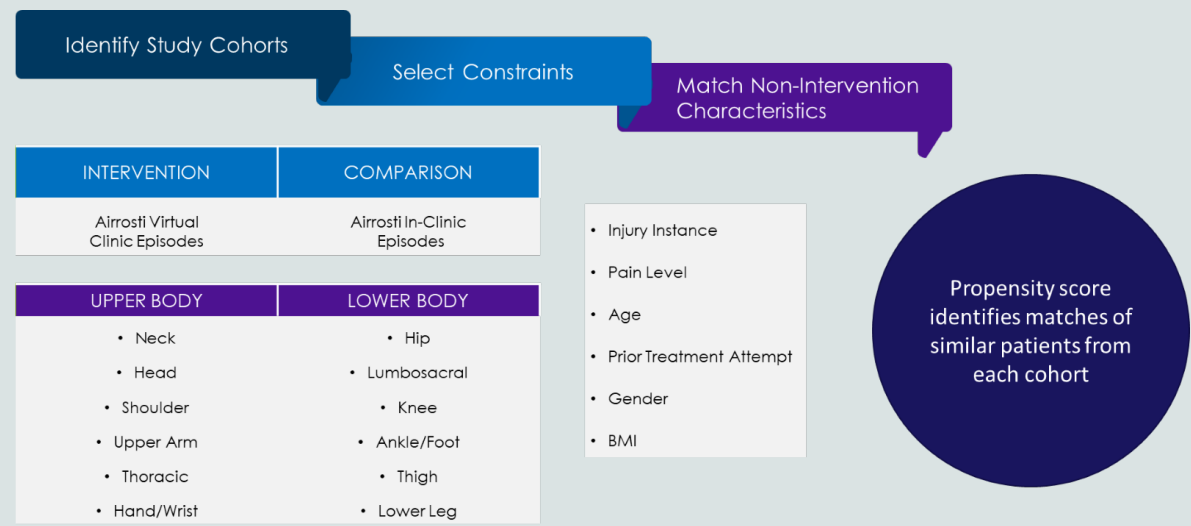 Identify Study Cohorts
Select Constraints
Match Non-Intervention
Characteristics
INTERVENTION
COMPARISON
Airrosti Virtual
Clinic Episodes
Airrosti In-Clinic
Episodes
UPPER BODY
LOWER BODY
• Neck
• Head
• Shoulder
• Upper Arm
• Thoracic
• Hand/Wrist
• Hip
• Lumbosacral
• Knee
• Ankle/Foot
• Thigh
• Lower Leg
• Injury Instance
• Pain Level
• Age
• Prior Treatment Attempt
• Gender
• BMI
Propensity score
identifies matches of
similar patients from
each cohort